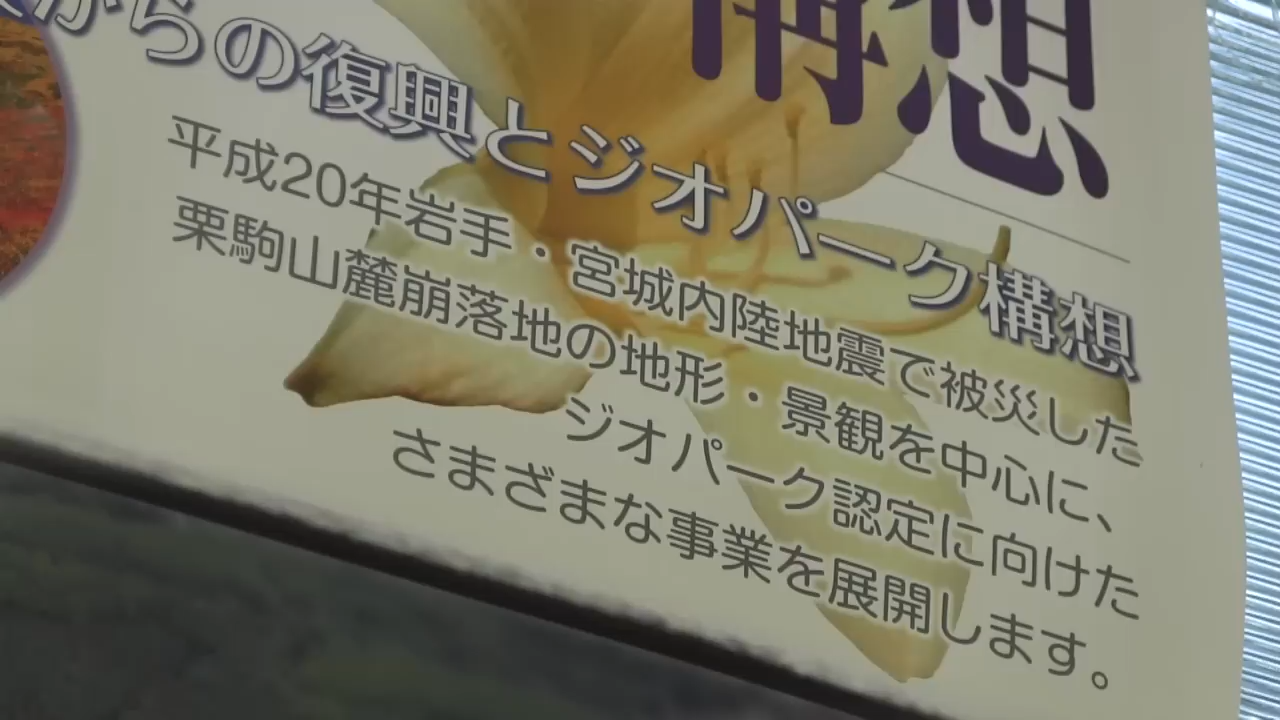 構想
からの復興とジオパーク構想
平成20年岩手・宮城内陸地震で被災した
栗駒山麓崩落地の地形・景観を中心に、
ジオパーク認定に向けた
さまざまな事業を展開します。